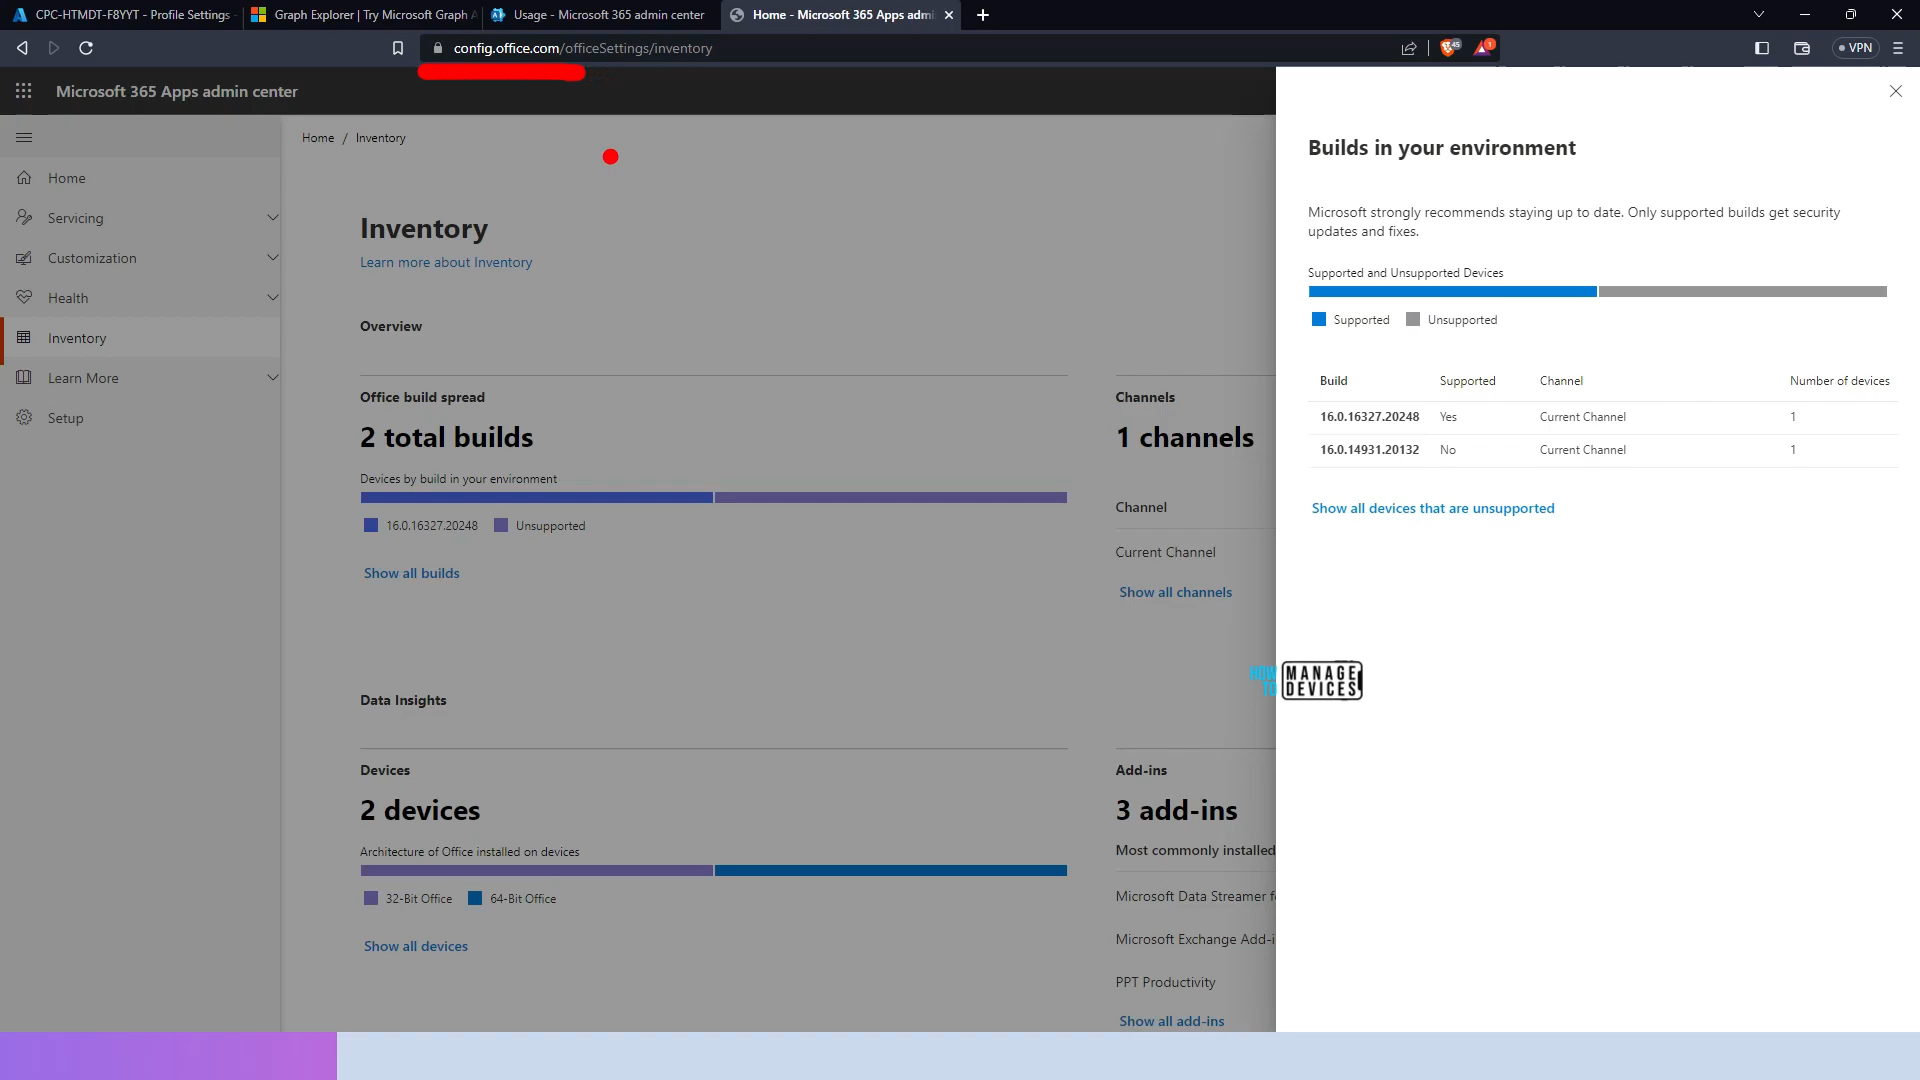 CPC-HTMDT-F8YYT - Profile Settings
Graph Explorer | Try Microsoft Graph A
Usage - Microsoft 365 admin center
Home - Microsoft 365 Apps admi
config.office.com/officeSettings/inventory
45
1
VPN
Microsoft 365 Apps admin center
Home / Inventory
Home
Servicing
Customization
Health
Inventory
Learn More
Setup
Inventory
Learn more about Inventory
Overview
Office build spread
2 total builds
Devices by build in your environment
16.0.16327.20248
Unsupported
Show all builds
Channels
1 channels
Channel
Current Channel
Show all channels
Data Insights
Devices
2 devices
Architecture of Office installed on devices
32-Bit Office
64-Bit Office
Show all devices
Add-ins
3 add-ins
Most commonly installed
Microsoft Data Streamer f
Microsoft Exchange Add-i
PPT Productivity
Show all add-ins
Builds in your environment
Microsoft strongly recommends staying up to date. Only supported builds get security
updates and fixes.
Supported and Unsupported Devices
Supported
Unsupported
Build Supported Channel Number of devices
16.0.16327.20248 Yes Current Channel 1
16.0.14931.20132 No Current Channel 1
Show all devices that are unsupported
HOW TO
MANAGE
DEVICES